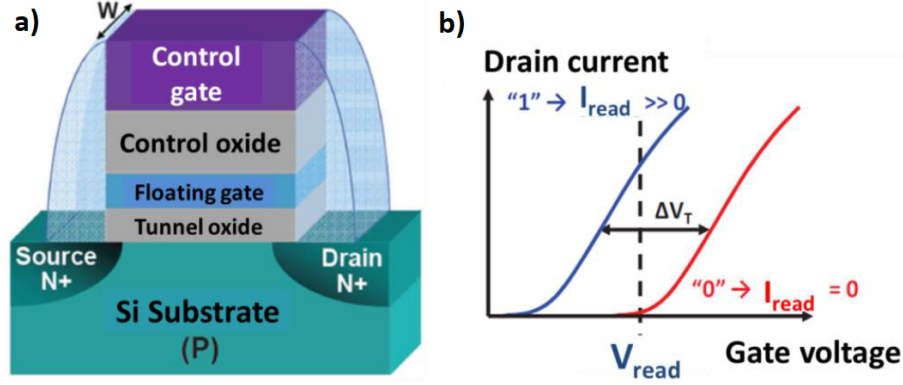 a)
W
Control
gate
Control oxide
Floating gate
Tunnel oxide
Source
N+
Drain
N+
Si Substrate
(P)
b)
Drain current
“1” → Iread >> 0
ΔVT
“0” → Iread = 0
Vread
Gate voltage